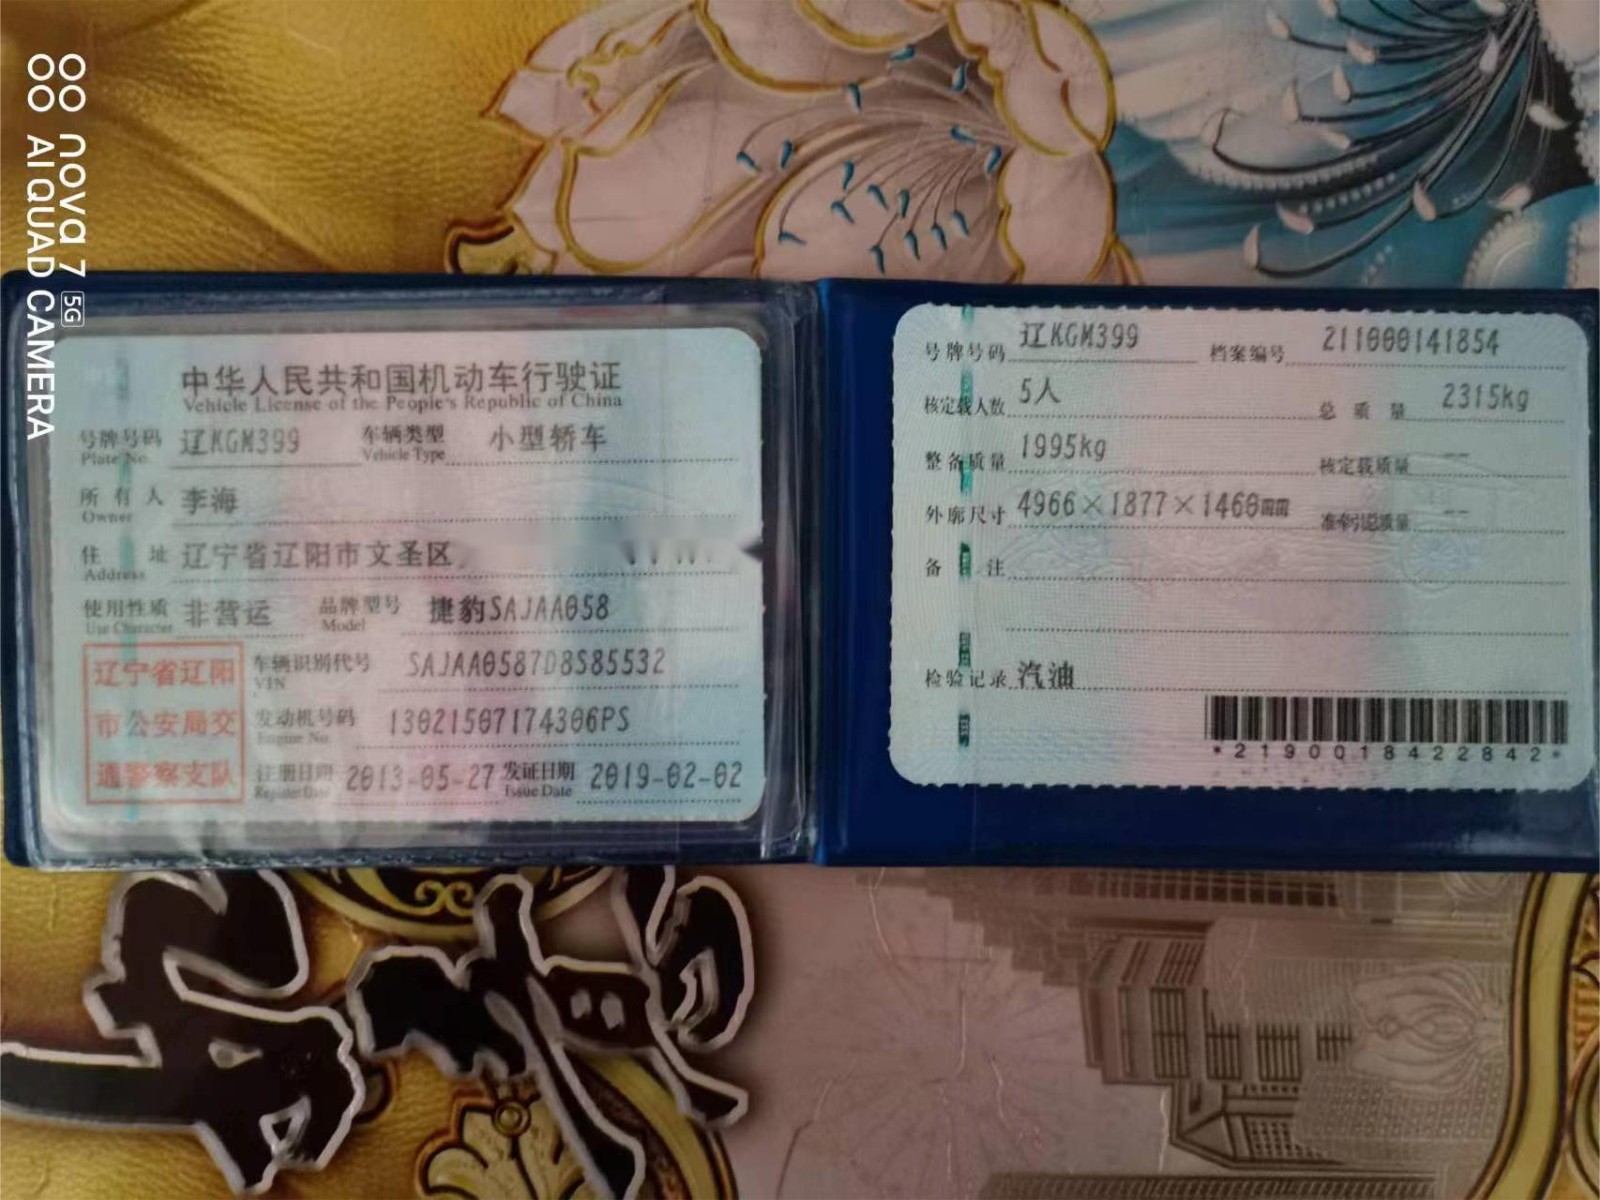 nova 7 5G
AI QUAD CAMERA
中华人民共和国机动车行驶证
Vehicle License of the People's Republic of China
号牌号码 辽KGM399 车辆类型 小型轿车
Plate No. Vehicle Type
所有人 李海
Owner
住址 辽宁省辽阳市文圣区
Address
使用性质 非营运 品牌型号 捷豹SAJAA058
Use Character Model
辽宁省辽阳
市公安局交
通警察支队
车辆识别代号 SAJAA0587D8S85532
VIN
发动机号码 13021507174306PS
Engine No.
注册日期 2013-05-27 发证日期 2019-02-02
Register Date Issue Date
号牌号码 辽KGM399 档案编号 211000141854
核定载人数 5人 总质量 2315kg
整备质量 1995kg 核定载质量 --
外廓尺寸 4966×1877×1460mm 准牵引总质量 --
备注
检验记录 汽油
*2190018422842*